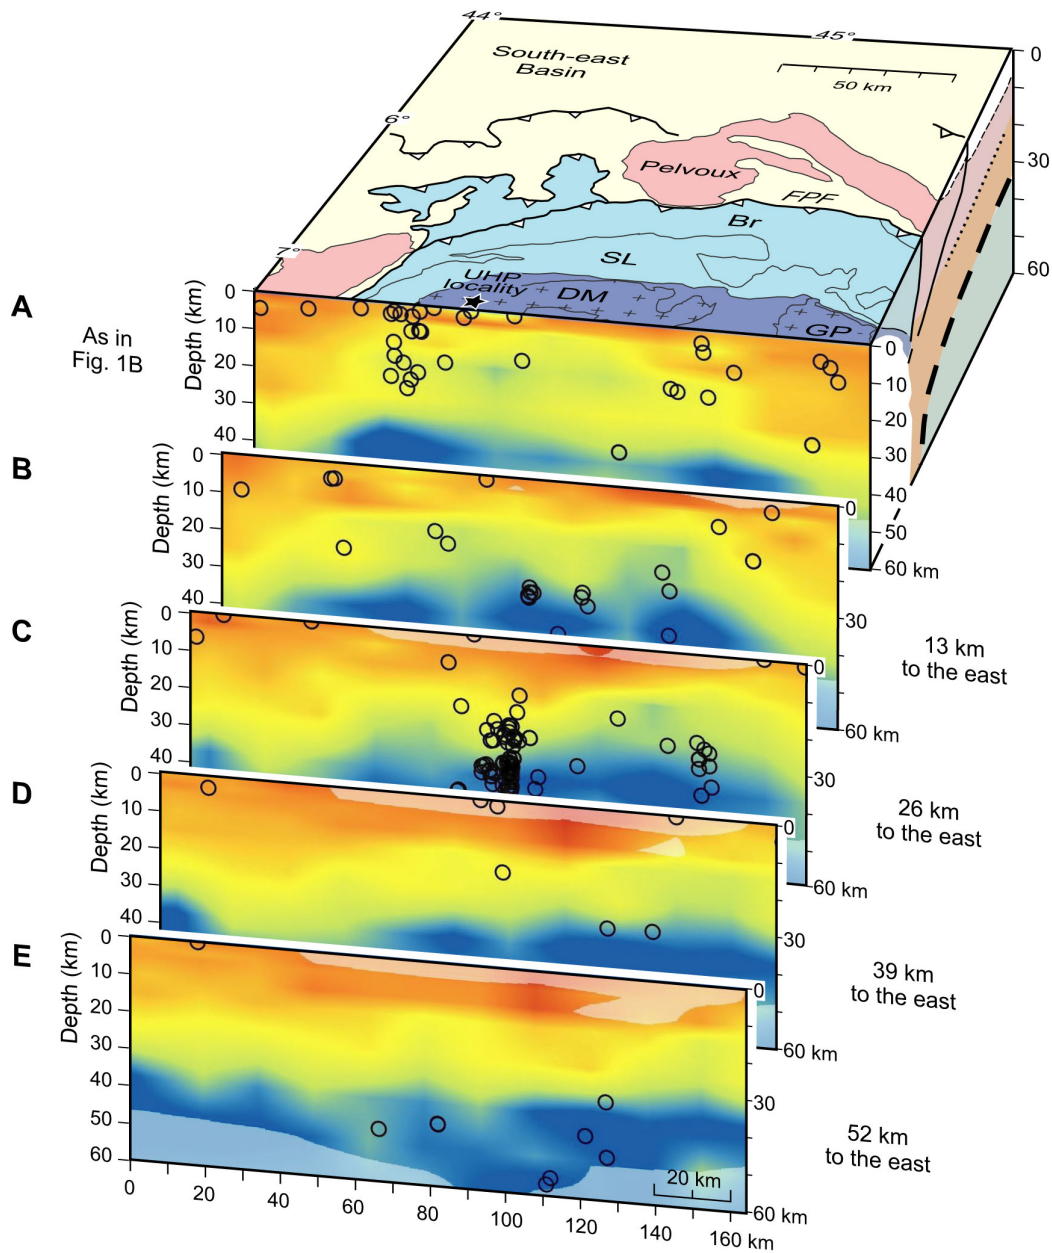 44°
45°
0
South-east
Basin
50 km
6°
30
Pelvoux
FPF
Br
7°
SL
60
UHP
locality
DM
GP
A
As in
Fig. 1B
Depth (km)
0
10
20
30
40
0
10
20
30
40
50
60 km
B
Depth (km)
0
10
20
30
40
0
30
60 km
13 km
to the east
C
Depth (km)
0
10
20
30
40
0
30
60 km
26 km
to the east
D
Depth (km)
0
10
20
30
40
0
30
60 km
39 km
to the east
E
Depth (km)
0
10
20
30
40
50
60
0
30
60 km
52 km
to the east
20 km
0
20
40
60
80
100
120
140
160 km